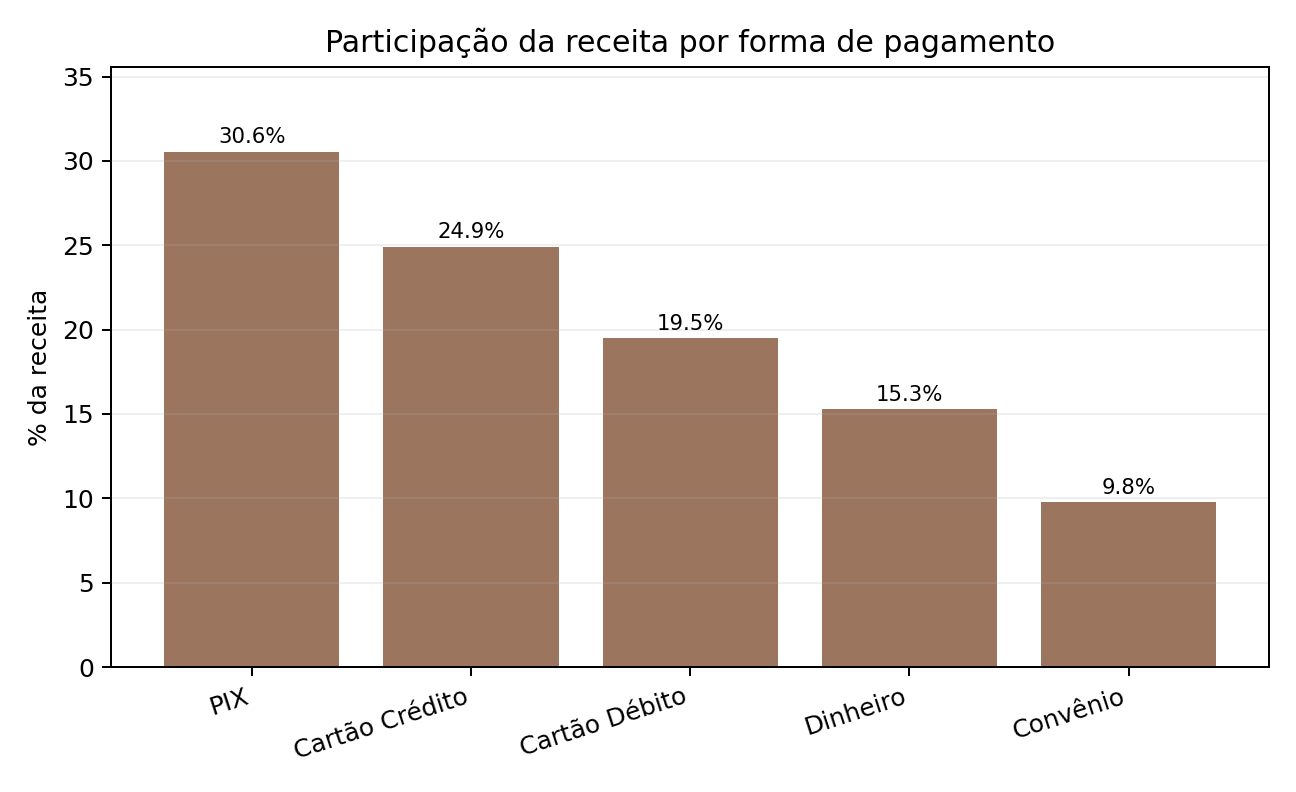 Participação da receita por forma de pagamento
% da receita
35
30
25
20
15
10
5
0
30.6%
24.9%
19.5%
15.3%
9.8%
PIX
Cartão Crédito
Cartão Débito
Dinheiro
Convênio